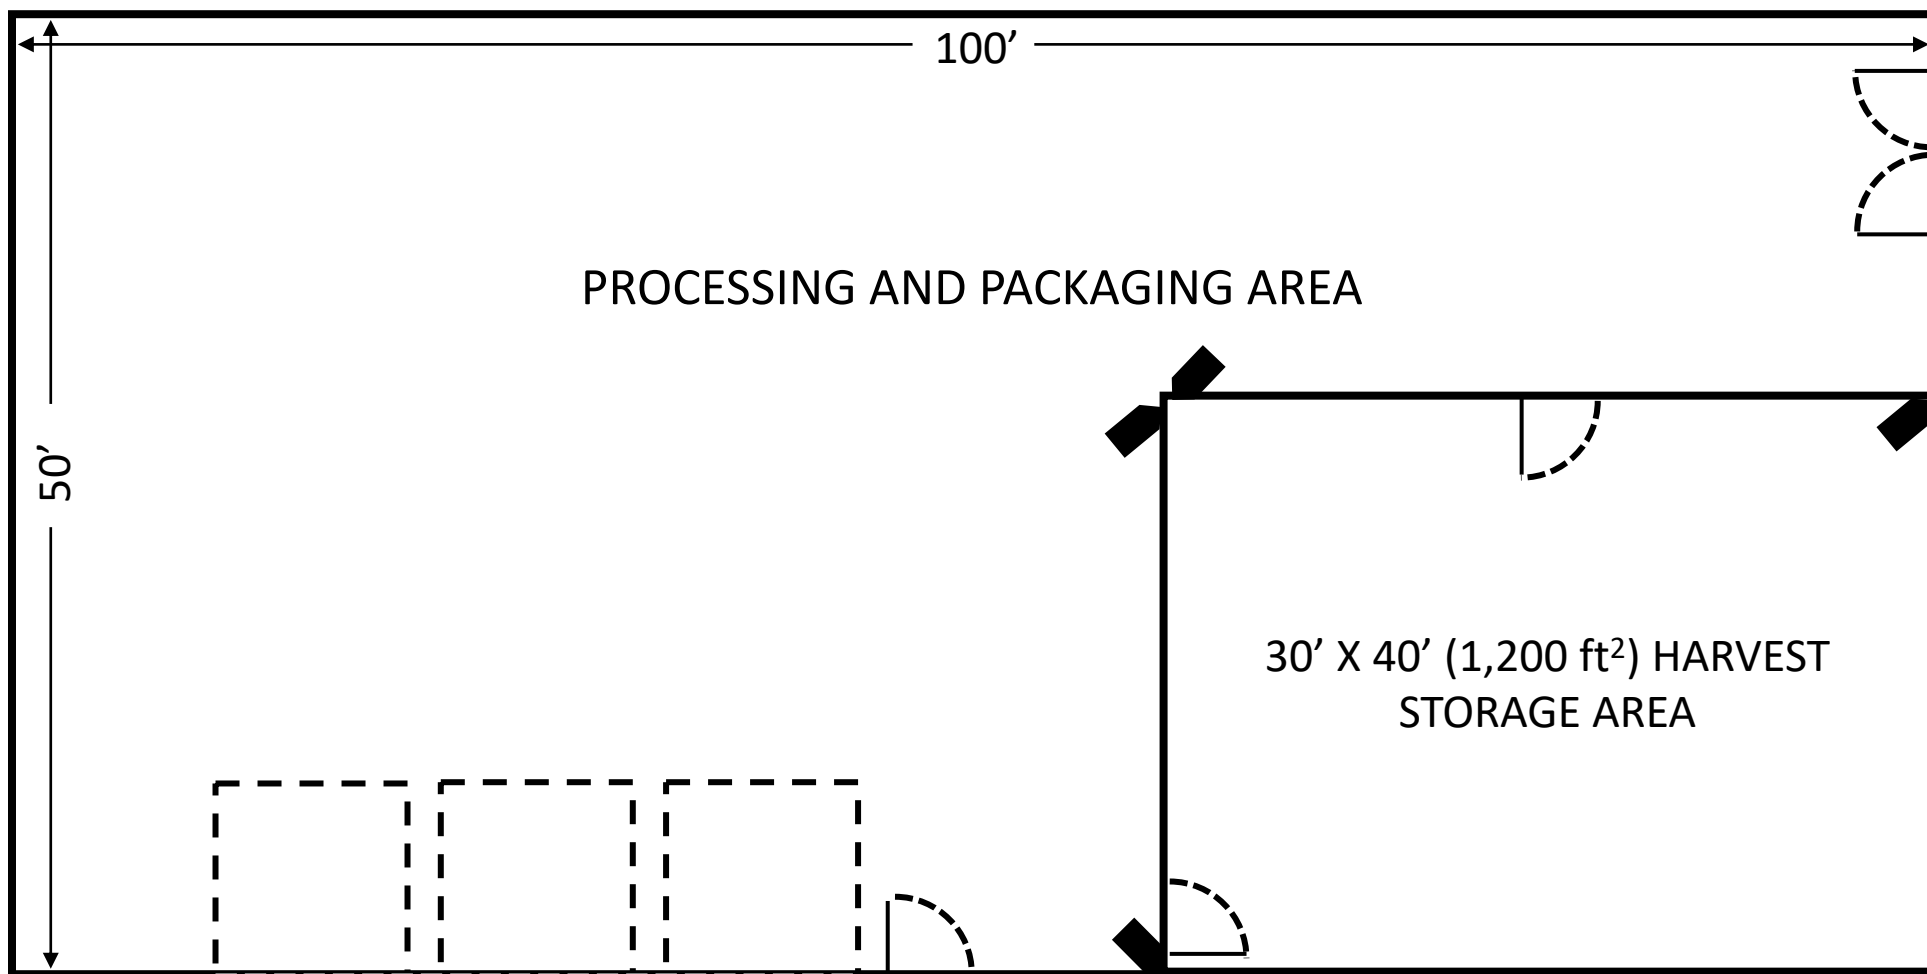 100’
PROCESSING AND PACKAGING AREA
50’
30’ X 40’ (1,200 ft²) HARVEST
STORAGE AREA